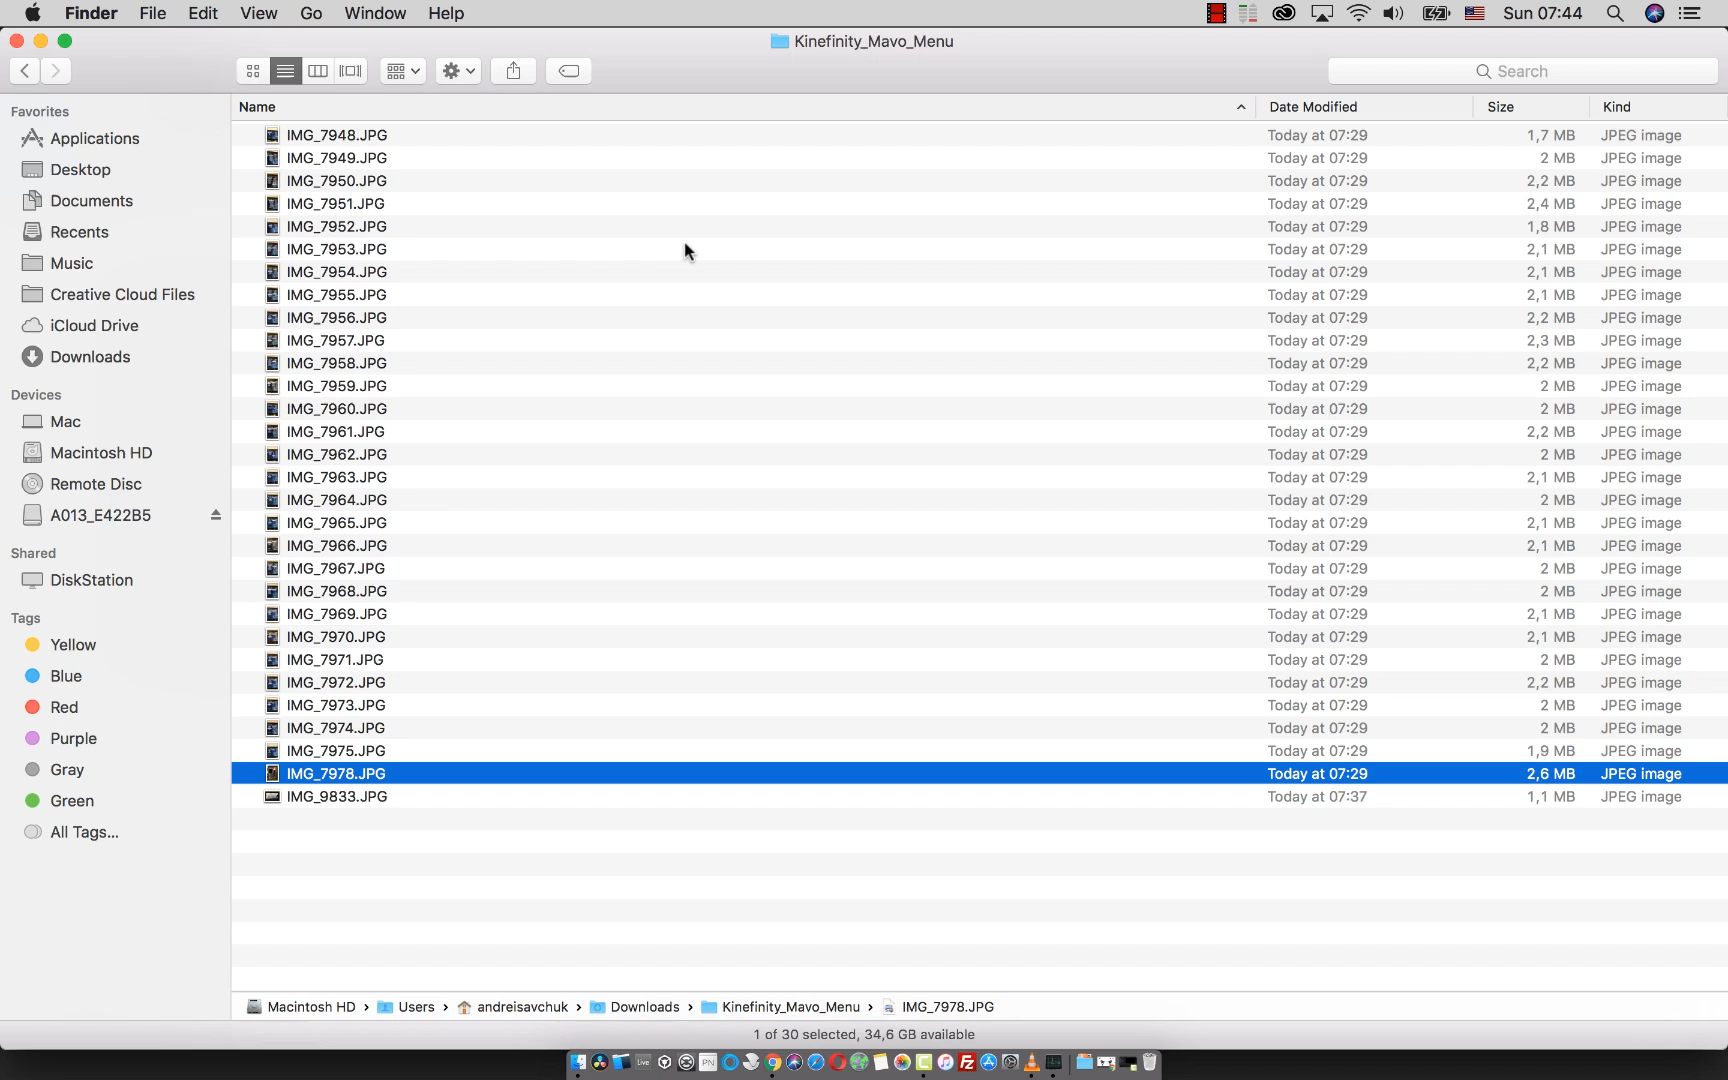 Finder File Edit View Go Window Help Sun 07:44
Kinefinity_Mavo_Menu
Search
Favorites
Applications
Desktop
Documents
Recents
Music
Creative Cloud Files
iCloud Drive
Downloads
Devices
Mac
Macintosh HD
Remote Disc
A013_E422B5
Shared
DiskStation
Tags
Yellow
Blue
Red
Purple
Gray
Green
All Tags...
Name Date Modified Size Kind
IMG_7948.JPG Today at 07:29 1,7 MB JPEG image
IMG_7949.JPG Today at 07:29 2 MB JPEG image
IMG_7950.JPG Today at 07:29 2,2 MB JPEG image
IMG_7951.JPG Today at 07:29 2,4 MB JPEG image
IMG_7952.JPG Today at 07:29 1,8 MB JPEG image
IMG_7953.JPG Today at 07:29 2,1 MB JPEG image
IMG_7954.JPG Today at 07:29 2,1 MB JPEG image
IMG_7955.JPG Today at 07:29 2,1 MB JPEG image
IMG_7956.JPG Today at 07:29 2,2 MB JPEG image
IMG_7957.JPG Today at 07:29 2,3 MB JPEG image
IMG_7958.JPG Today at 07:29 2,2 MB JPEG image
IMG_7959.JPG Today at 07:29 2 MB JPEG image
IMG_7960.JPG Today at 07:29 2 MB JPEG image
IMG_7961.JPG Today at 07:29 2,2 MB JPEG image
IMG_7962.JPG Today at 07:29 2 MB JPEG image
IMG_7963.JPG Today at 07:29 2,1 MB JPEG image
IMG_7964.JPG Today at 07:29 2 MB JPEG image
IMG_7965.JPG Today at 07:29 2,1 MB JPEG image
IMG_7966.JPG Today at 07:29 2,1 MB JPEG image
IMG_7967.JPG Today at 07:29 2 MB JPEG image
IMG_7968.JPG Today at 07:29 2 MB JPEG image
IMG_7969.JPG Today at 07:29 2,1 MB JPEG image
IMG_7970.JPG Today at 07:29 2,1 MB JPEG image
IMG_7971.JPG Today at 07:29 2 MB JPEG image
IMG_7972.JPG Today at 07:29 2,2 MB JPEG image
IMG_7973.JPG Today at 07:29 2 MB JPEG image
IMG_7974.JPG Today at 07:29 2 MB JPEG image
IMG_7975.JPG Today at 07:29 1,9 MB JPEG image
IMG_7978.JPG Today at 07:29 2,6 MB JPEG image
IMG_9833.JPG Today at 07:37 1,1 MB JPEG image
Macintosh HD › Users › andreisavchuk › Downloads › Kinefinity_Mavo_Menu › IMG_7978.JPG
1 of 30 selected, 34,6 GB available
Live PN FZ